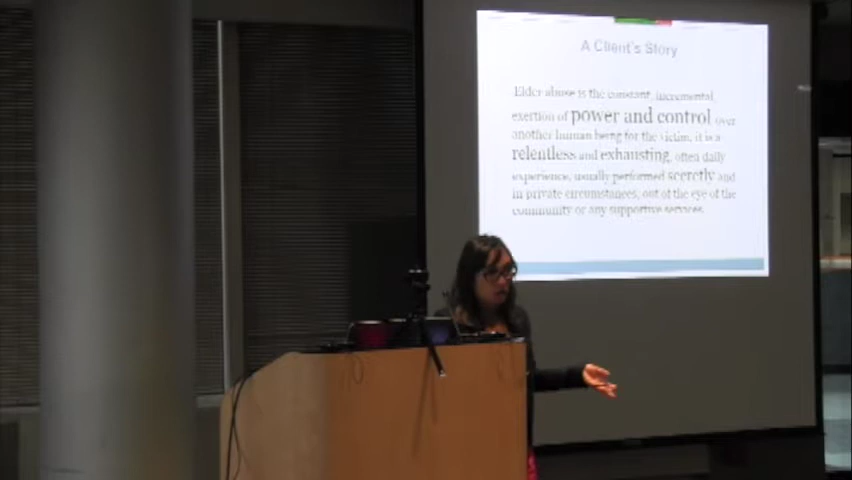 A Client's Story
Elder abuse is the constant, incremental,
exertion of power and control over
another human being for the victim, it is a
relentless and exhausting, often daily
experience, usually performed secretly and
in private circumstances, out of the eye of the
community or any supportive services.